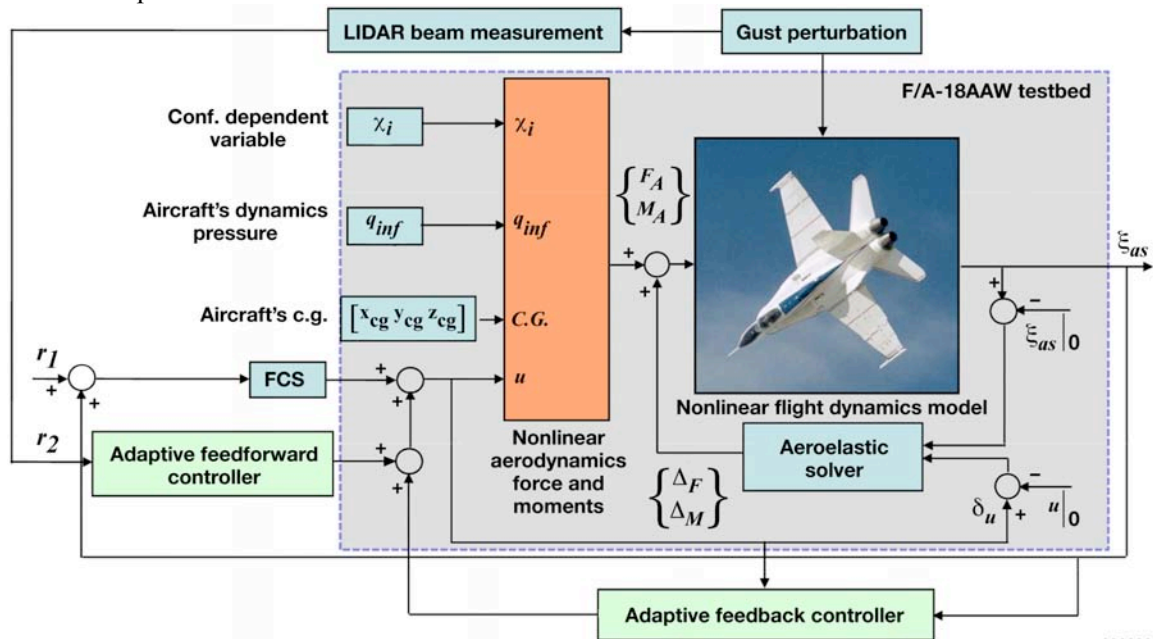 LIDAR beam measurement
Gust perturbation
F/A-18AAW testbed
Conf. dependent
variable
χi
χi
Aircraft's dynamics
pressure
qinf
qinf
{FA
MA}
Aircraft's c.g.
[xcg ycg zcg]
C.G.
ξas
+
+
+
−
ξas|0
r1
+
+
FCS
+
+
u
Nonlinear flight dynamics model
r2
Adaptive feedforward
controller
+
+
Nonlinear
aerodynamics
force and
moments
Aeroelastic
solver
{ΔF
ΔM}
−
δu
+
u|0
Adaptive feedback controller